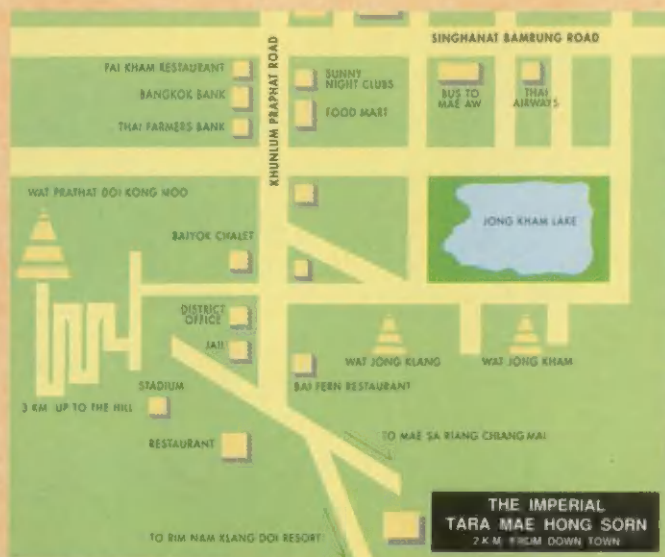 SINGHANAT BAMRUNG ROAD
KHUNLUM PRAPHAT ROAD
PAI KHAM RESTAURANT
BANGKOK BANK
THAI FARMERS BANK
SUNNY
NIGHT CLUBS
FOOD MART
BUS TO
MAE AW
THAI
AIRWAYS
WAT PRATHAT DOI KONG MOO
JONG KHAM LAKE
BAIYOK CHALET
DISTRICT
OFFICE
JAIL
WAT JONG KLANG
WAT JONG KHAM
STADIUM
BAI FERN RESTAURANT
3 KM UP TO THE HILL
RESTAURANT
TO MAE SA RIANG CHIANG MAI
TO RIM NAM KLANG DOI RESORT
THE IMPERIAL
TARA MAE HONG SORN
2 K.M. FROM DOWN TOWN